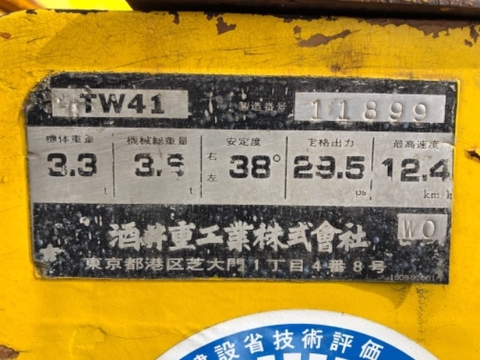 TW41 製造番号 11899
機体重量 機械総重量 安定度 定格出力 最高速度
3.3 t 3. t 右 左 38° 29.5 ps 12.4 km/h
酒井重工業株式會社 WO
東京都港区芝大門1丁目4番8号
建設省技術評価